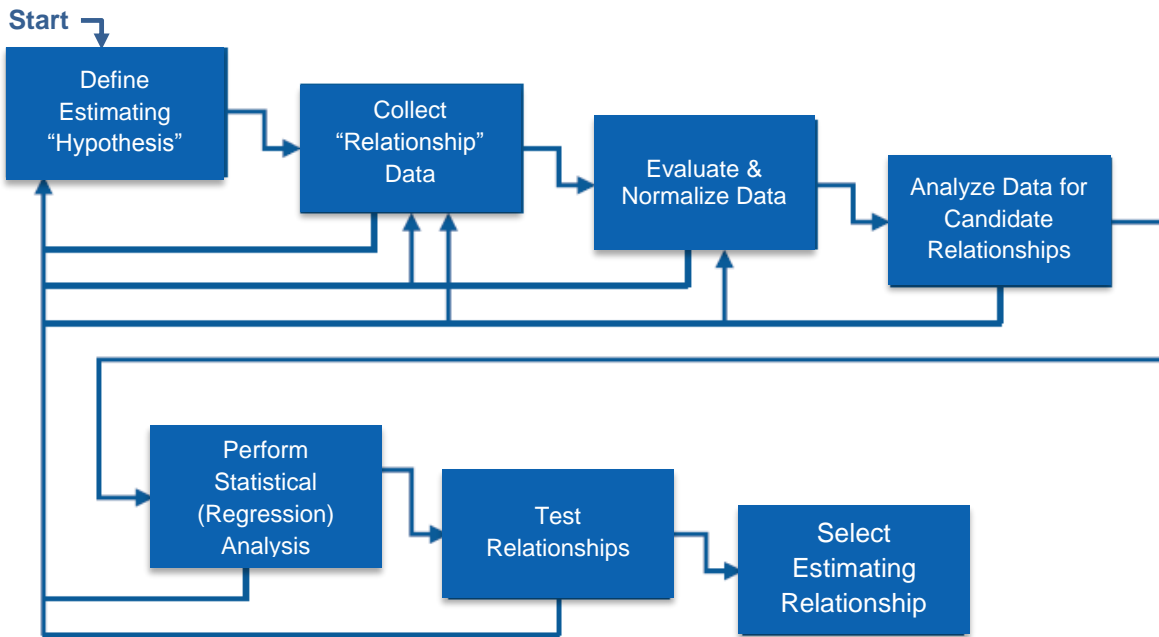 Start
Define
Estimating
“Hypothesis”
Collect
“Relationship”
Data
Evaluate &
Normalize Data
Analyze Data for
Candidate
Relationships
Perform
Statistical
(Regression)
Analysis
Test
Relationships
Select
Estimating
Relationship